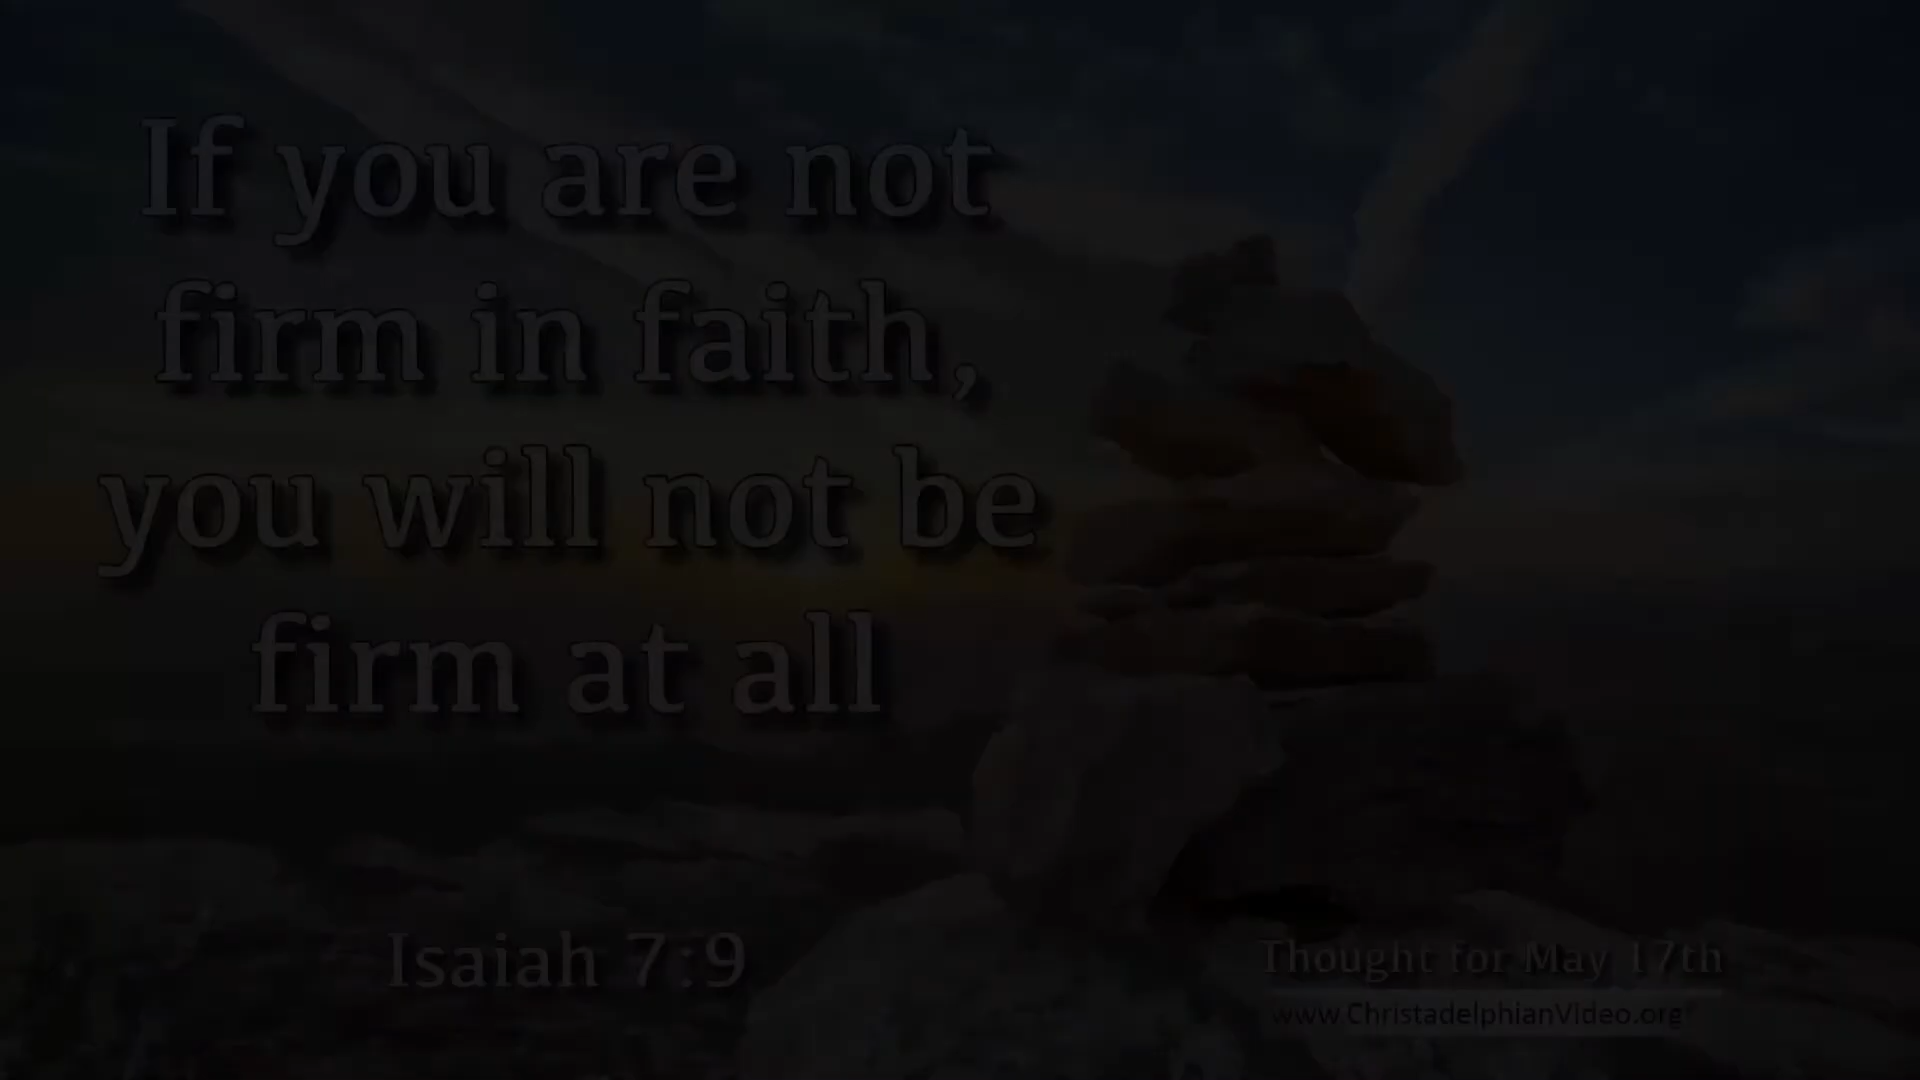 If you are not
firm in faith,
you will not be
firm at all
Isaiah 7:9
Thought for May 17th
www.ChristadelphianVideo.org